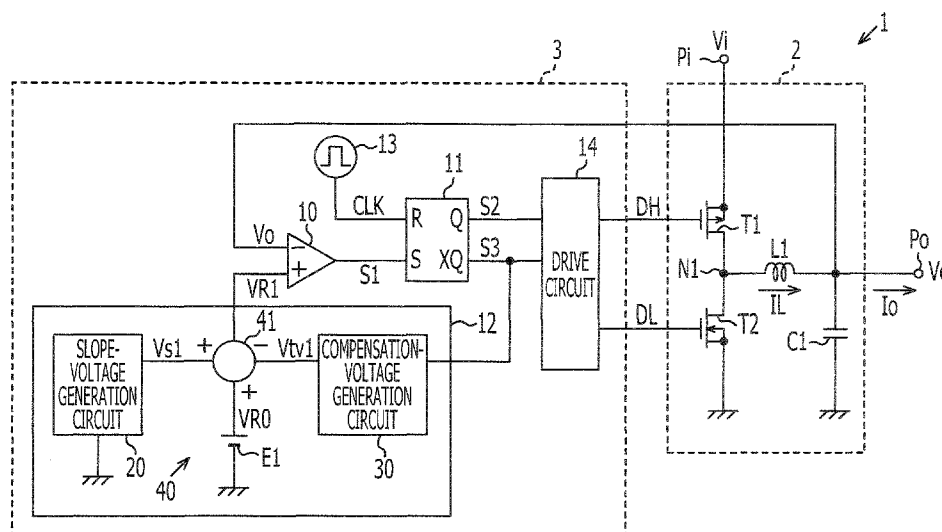 1
3
2
Vi
Pi
13
14
11
CLK
R Q
S2
DH
T1
10
Vo
−
+
S1
S XQ
S3
DRIVE
CIRCUIT
N1
L1
Po
IL
Io
VR1
DL
T2
C1
12
41
SLOPE-
VOLTAGE
GENERATION
CIRCUIT
Vs1
+
−
Vtv1
COMPENSATION-
VOLTAGE
GENERATION
CIRCUIT
+
VR0
E1
20
30
40